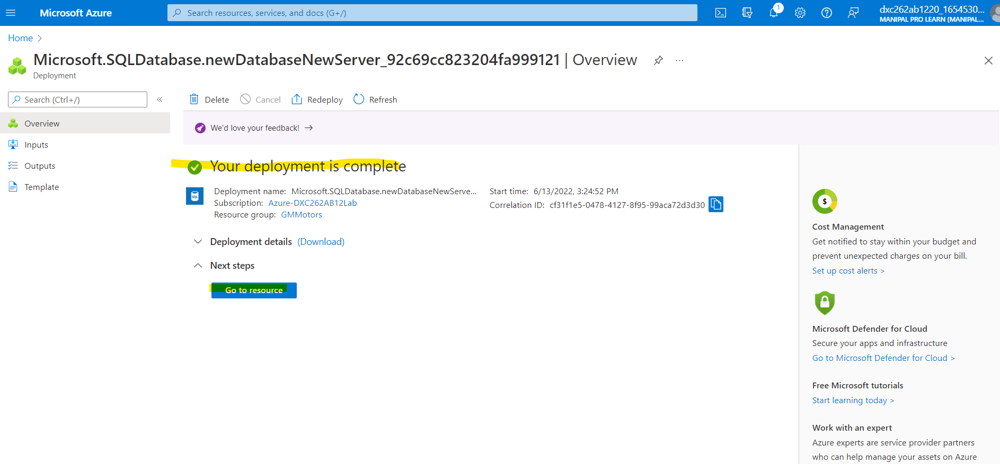 Microsoft Azure
Search resources, services, and docs (G+/)
1
dxc262ab1220_1654530...
MANIPAL PRO LEARN (MANIPAL...
Home
Microsoft.SQLDatabase.newDatabaseNewServer_92c69cc823204fa999121 | Overview
...
Deployment
Search (Ctrl+/)
«
Delete
Cancel
Redeploy
Refresh
Overview
Inputs
Outputs
Template
We'd love your feedback! →
Your deployment is complete
SQL
Deployment name: Microsoft.SQLDatabase.newDatabaseNewServe...
Subscription: Azure-DXC262AB12Lab
Resource group: GMMotors
Start time: 6/13/2022, 3:24:52 PM
Correlation ID: cf31f1e5-0478-4127-8f95-99aca72d3d30
Deployment details (Download)
Next steps
Go to resource
$
Cost Management
Get notified to stay within your budget and
prevent unexpected charges on your bill.
Set up cost alerts >
Microsoft Defender for Cloud
Secure your apps and infrastructure
Go to Microsoft Defender for Cloud >
Free Microsoft tutorials
Start learning today >
Work with an expert
Azure experts are service provider partners
who can help manage your assets on Azure